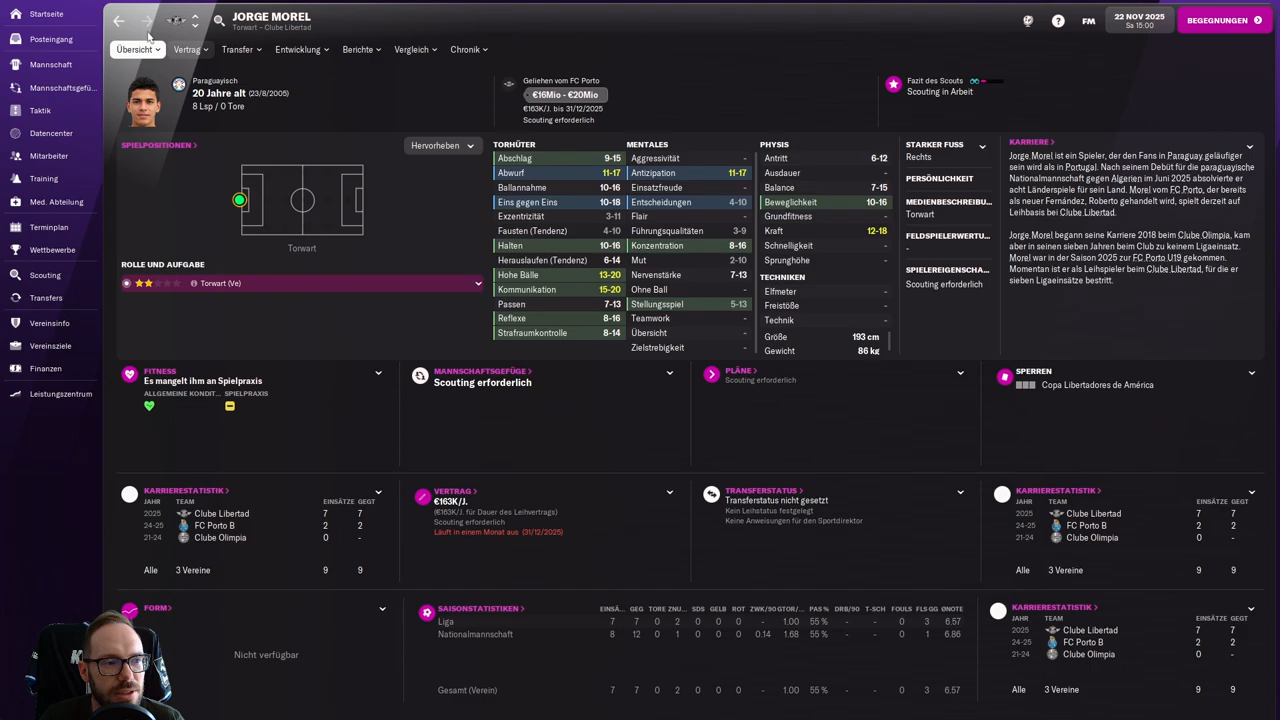 Startseite
Posteingang
Mannschaft
Mannschaftsgefü...
Taktik
Datencenter
Mitarbeiter
Training
Med. Abteilung
Terminplan
Wettbewerbe
Scouting
Transfers
Vereinsinfo
Vereinsziele
Finanzen
Leistungszentrum
JORGE MOREL
Torwart – Clube Libertad
FM
22 NOV 2025
Sa 15:00
BEGEGNUNGEN
Übersicht
Vertrag
Transfer
Entwicklung
Berichte
Vergleich
Chronik
Paraguayisch
20 Jahre alt (23/8/2005)
8 Lsp / 0 Tore
Geliehen vom FC Porto
€16Mio - €20Mio
€163K/J. bis 31/12/2025
Scouting erforderlich
Fazit des Scouts
Scouting in Arbeit
SPIELPOSITIONEN
Hervorheben
Torwart
ROLLE UND AUFGABE
Torwart (Ve)
TORHÜTER
Abschlag 9-15
Abwurf 11-17
Ballannahme 10-16
Eins gegen Eins 10-18
Exzentrizität 3-11
Fausten (Tendenz) 4-10
Halten 10-16
Herauslaufen (Tendenz) 6-14
Hohe Bälle 13-20
Kommunikation 15-20
Passen 7-13
Reflexe 8-16
Strafraumkontrolle 8-14
MENTALES
Aggressivität -
Antizipation 11-17
Einsatzfreude -
Entscheidungen 4-10
Flair -
Führungsqualitäten 3-9
Konzentration 8-16
Mut 2-10
Nervenstärke 7-13
Ohne Ball -
Stellungsspiel 5-13
Teamwork -
Übersicht -
Zielstrebigkeit -
PHYSIS
Antritt 6-12
Ausdauer -
Balance 7-15
Beweglichkeit 10-16
Grundfitness -
Kraft 12-18
Schnelligkeit -
Sprunghöhe -
TECHNIKEN
Elfmeter -
Freistöße -
Technik -
Größe 193 cm
Gewicht 86 kg
STARKER FUSS
Rechts
PERSÖNLICHKEIT
-
MEDIENBESCHREIBU...
Torwart
FELDSPIELERWERTU...
-
SPIELEREIGENSCHA...
Scouting erforderlich
KARRIERE
Jorge Morel ist ein Spieler, der den Fans in Paraguay geläufiger
sein wird als in Portugal. Nach seinem Debüt für die paraguayische
Nationalmannschaft gegen Algerien im Juni 2025 absolvierte er
acht Länderspiele für sein Land. Morel vom FC Porto, der bereits
als neuer Fernández, Roberto gehandelt wird, spielt derzeit auf
Leihbasis bei Clube Libertad.
Jorge Morel begann seine Karriere 2018 beim Clube Olimpia, kam
aber in seinen sieben Jahren beim Club zu keinem Ligaeinsatz.
Morel war in der Saison 2025 zur FC Porto U19 gekommen.
Momentan ist er als Leihspieler beim Clube Libertad, für die er
sieben Ligaeinsätze bestritt.
FITNESS
Es mangelt ihm an Spielpraxis
ALLGEMEINE KONDIT... SPIELPRAXIS
MANNSCHAFTSGEFÜGE
Scouting erforderlich
PLÄNE
Scouting erforderlich
SPERREN
Copa Libertadores de América
KARRIERESTATISTIK
JAHR TEAM EINSÄTZE GEGT
2025 Clube Libertad 7 7
24-25 FC Porto B 2 2
21-24 Clube Olimpia 0 -
Alle 3 Vereine 9 9
VERTRAG
€163K/J.
(€163K/J. für Dauer des Leihvertrags)
Scouting erforderlich
Läuft in einem Monat aus (31/12/2025)
TRANSFERSTATUS
Transferstatus nicht gesetzt
Kein Leihstatus festgelegt
Keine Anweisungen für den Sportdirektor
KARRIERESTATISTIK
JAHR TEAM EINSÄTZE GEGT
2025 Clube Libertad 7 7
24-25 FC Porto B 2 2
21-24 Clube Olimpia 0 -
Alle 3 Vereine 9 9
FORM
Nicht verfügbar
SAISONSTATISTIKEN EINSÄ... GEG TORE ZNU... SDS GELB ROT ZWK/90 GTOR/... PAS % DRB/90 T-SCH FOULS FLS GG ØNOTE
Liga 7 7 0 2 0 0 0 - 1.00 55 % - - 0 3 6.57
Nationalmannschaft 8 12 0 1 0 0 0 0.14 1.68 55 % - - 0 1 6.86
Gesamt (Verein) 7 7 0 2 0 0 0 - 1.00 55 % - - 0 3 6.57
KARRIERESTATISTIK
JAHR TEAM EINSÄTZE GEGT
2025 Clube Libertad 7 7
24-25 FC Porto B 2 2
21-24 Clube Olimpia 0 -
Alle 3 Vereine 9 9